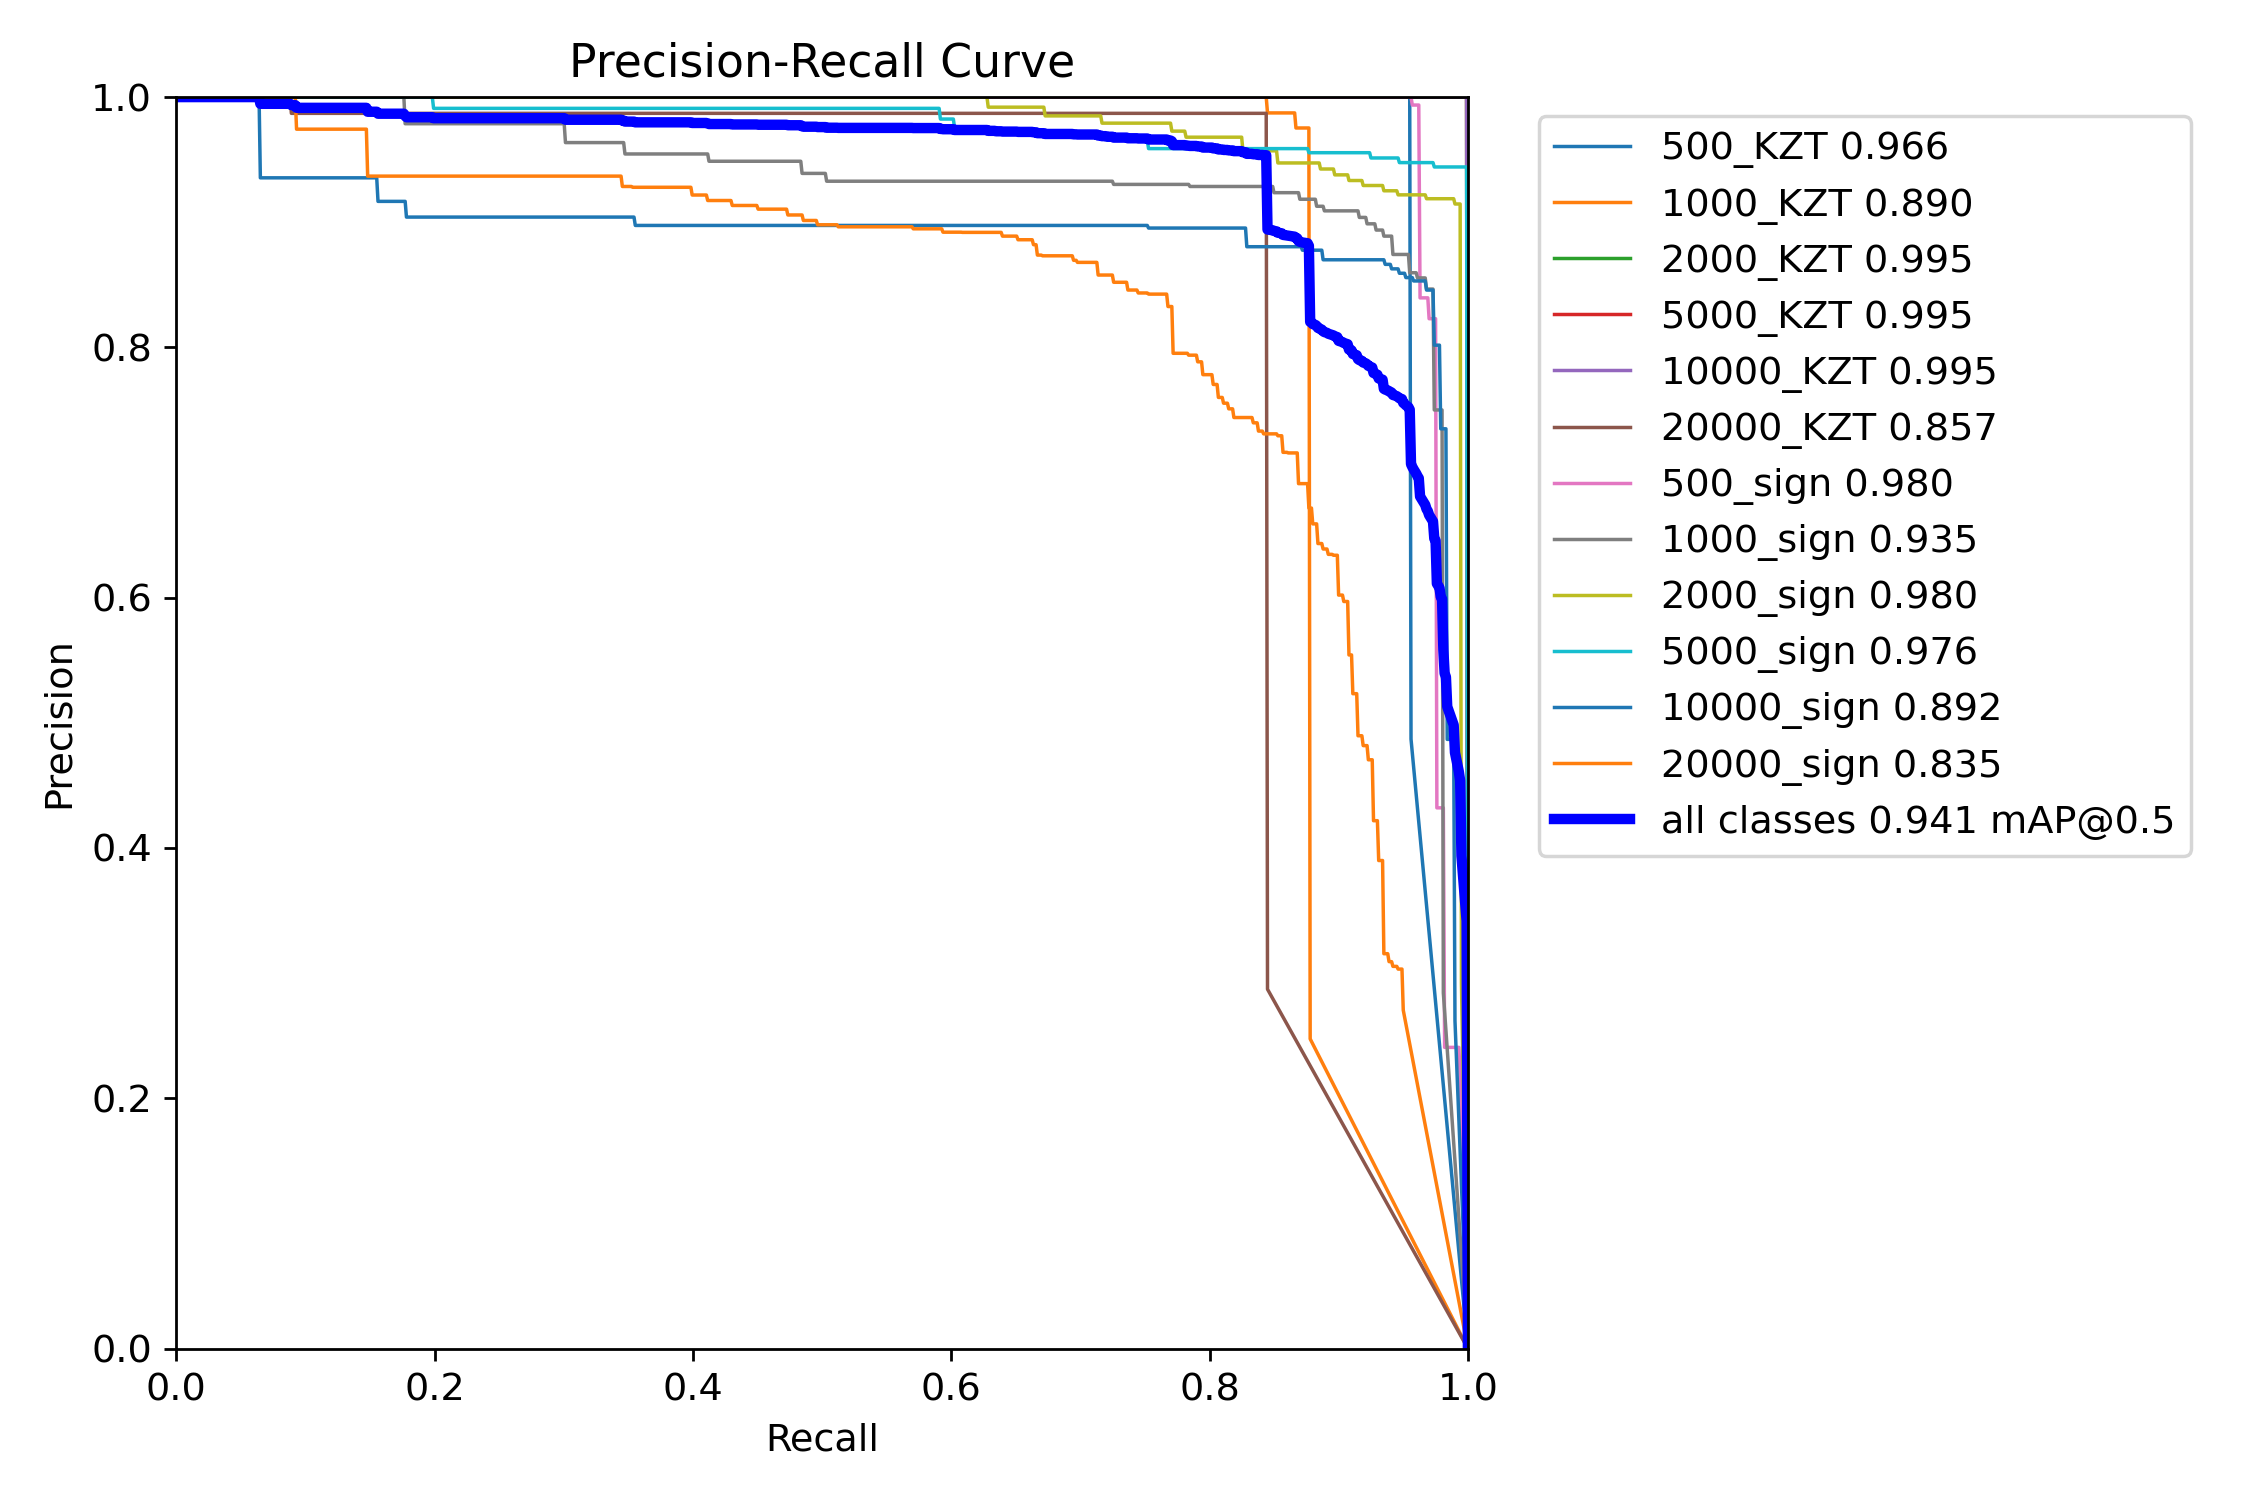 Precision-Recall Curve
1.0
0.8
0.6
0.4
0.2
0.0
Precision
0.0 0.2 0.4 0.6 0.8 1.0
Recall
500_KZT 0.966
1000_KZT 0.890
2000_KZT 0.995
5000_KZT 0.995
10000_KZT 0.995
20000_KZT 0.857
500_sign 0.980
1000_sign 0.935
2000_sign 0.980
5000_sign 0.976
10000_sign 0.892
20000_sign 0.835
all classes 0.941 mAP@0.5